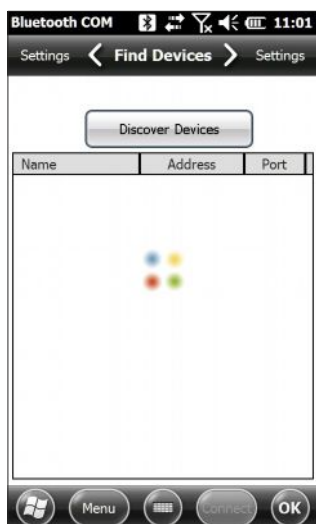 Bluetooth COM 11:01
Settings Find Devices Settings
Discover Devices
Name Address Port
Menu Connect OK